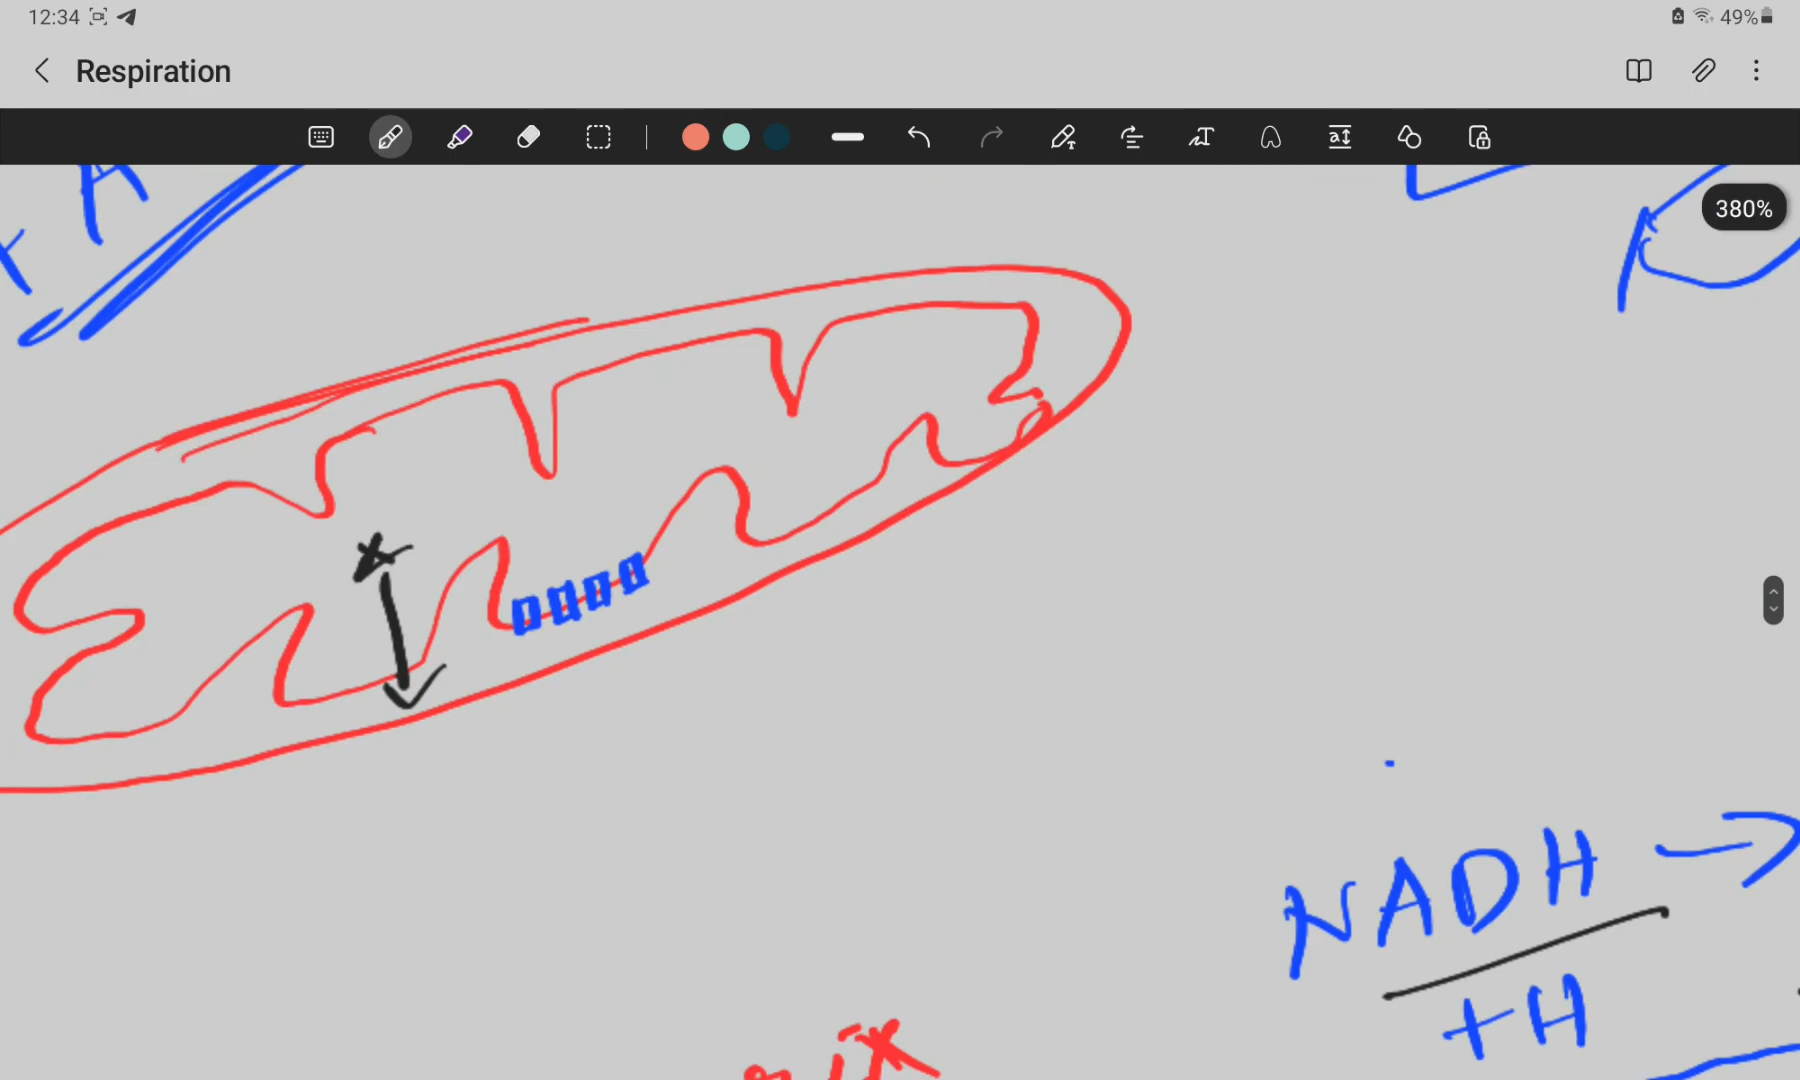 12:34 49%
Respiration
380%
+ A
NADH →
+H